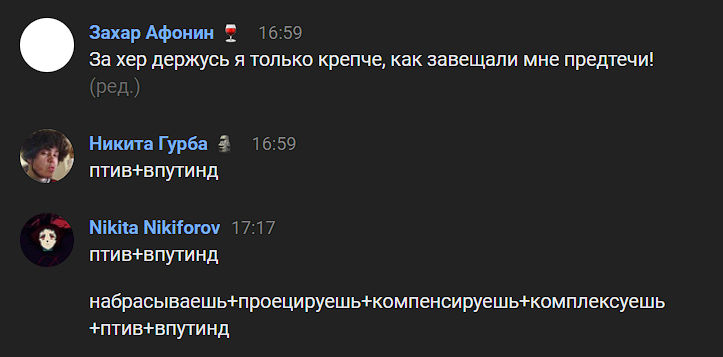 Захар Афонин 🍷 16:59
За хер держусь я только крепче, как завещали мне предтечи!
(ред.)
Никита Гурба 🗿 16:59
птив+впутинд
Nikita Nikiforov 17:17
птив+впутинд
набрасываешь+проецируешь+компенсируешь+комплексуешь
+птив+впутинд